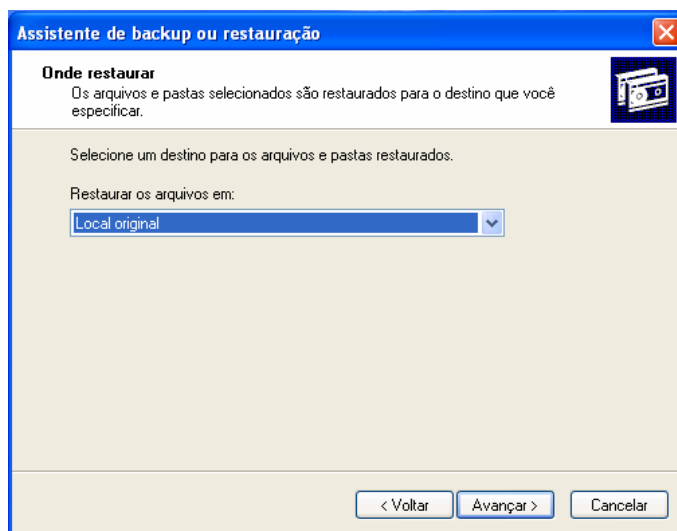 Assistente de backup ou restauração
Onde restaurar
Os arquivos e pastas selecionados são restaurados para o destino que você
especificar.
Selecione um destino para os arquivos e pastas restaurados.
Restaurar os arquivos em:
Local original
< Voltar
Avançar >
Cancelar